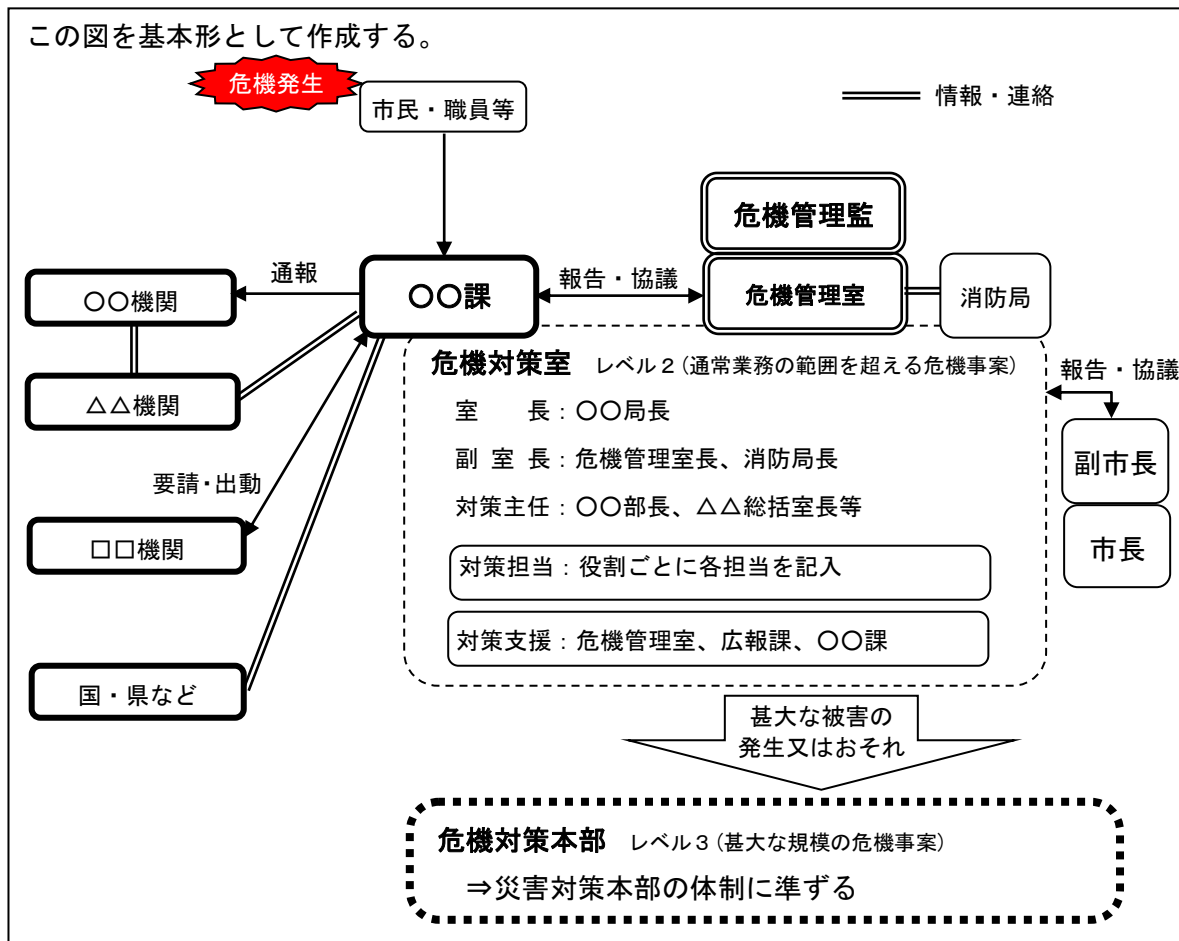 この図を基本形として作成する。
危機発生
市民・職員等
情報・連絡
危機管理監
通報
〇〇機関
〇〇課
報告・協議
危機管理室
消防局
危機対策室 レベル2(通常業務の範囲を超える危機事案)
報告・協議
△△機関
室　　長：〇〇局長
副 室 長：危機管理室長、消防局長
副市長
要請・出動
対策主任：〇〇部長、△△総括室長等
□□機関
市長
対策担当：役割ごとに各担当を記入
対策支援：危機管理室、広報課、〇〇課
国・県など
甚大な被害の
発生又はおそれ
危機対策本部 レベル3(甚大な規模の危機事案)
⇒災害対策本部の体制に準ずる